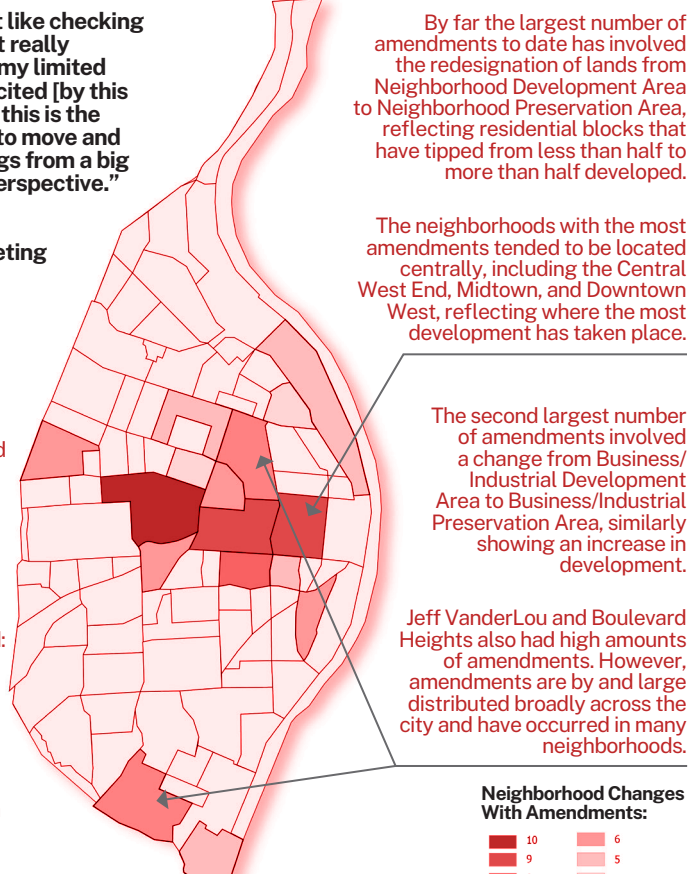 t like checking
t really
my limited
cited [by this
this is the
to move and
gs from a big
erspective.”
eting
d
l:
By far the largest number of
amendments to date has involved
the redesignation of lands from
Neighborhood Development Area
to Neighborhood Preservation Area,
reflecting residential blocks that
have tipped from less than half to
more than half developed.
The neighborhoods with the most
amendments tended to be located
centrally, including the Central
West End, Midtown, and Downtown
West, reflecting where the most
development has taken place.
The second largest number
of amendments involved
a change from Business/
Industrial Development
Area to Business/Industrial
Preservation Area, similarly
showing an increase in
development.
Jeff VanderLou and Boulevard
Heights also had high amounts
of amendments. However,
amendments are by and large
distributed broadly across the
city and have occurred in many
neighborhoods.
Neighborhood Changes
With Amendments:
10 6
9 5